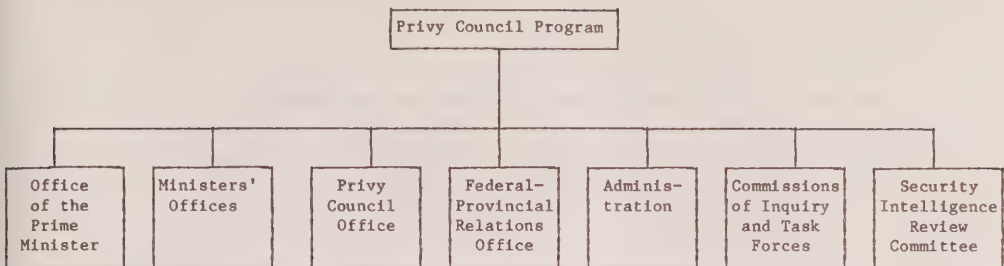 Privy Council Program
Office
of the
Prime
Minister
Ministers'
Offices
Privy
Council
Office
Federal-
Provincial
Relations
Office
Adminis-
tration
Commissions
of Inquiry
and Task
Forces
Security
Intelligence
Review
Committee